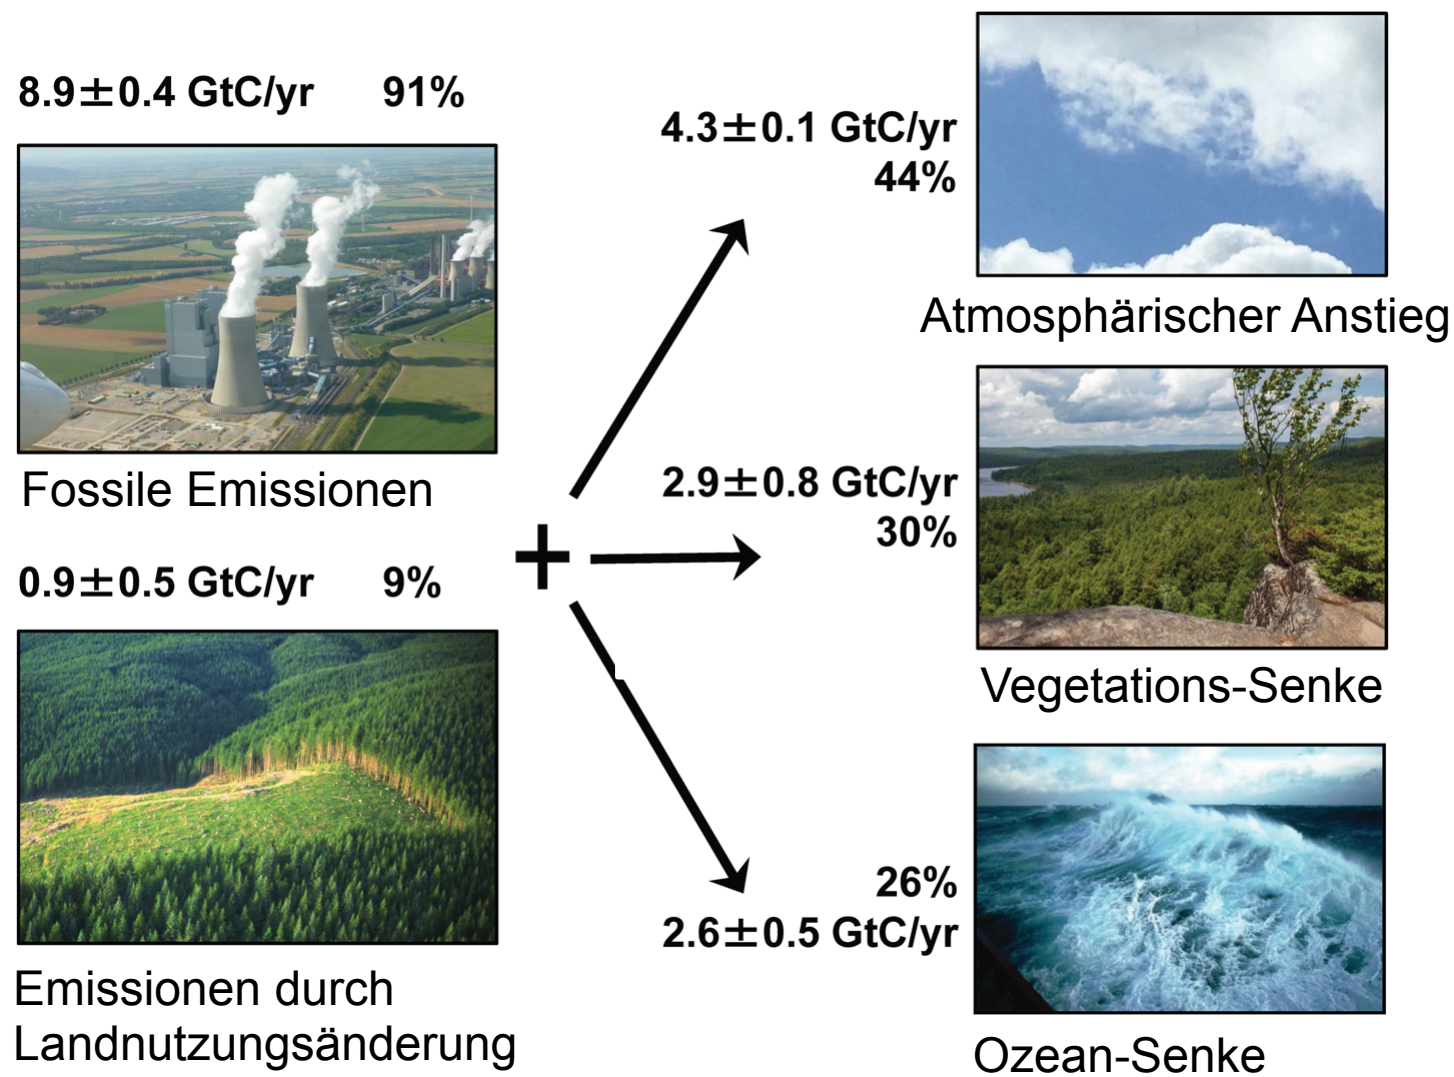 8.9±0.4 GtC/yr 91%
Fossile Emissionen
0.9±0.5 GtC/yr 9%
Emissionen durch
Landnutzungsänderung
+
4.3±0.1 GtC/yr
44%
Atmosphärischer Anstieg
2.9±0.8 GtC/yr
30%
Vegetations-Senke
26%
2.6±0.5 GtC/yr
Ozean-Senke